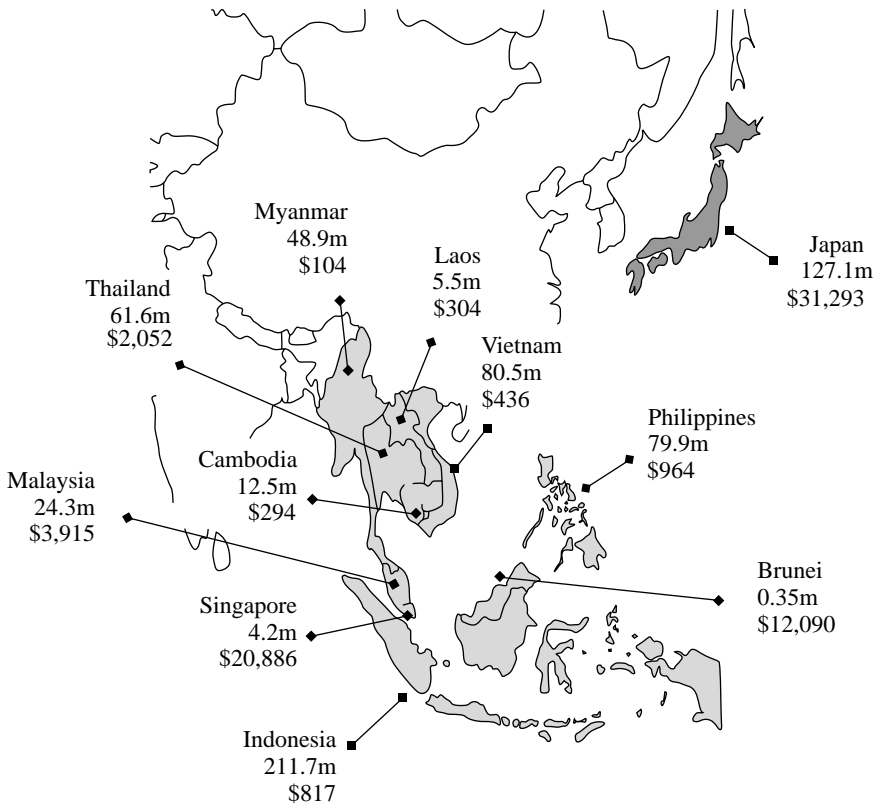 Myanmar
48.9m
$104
Laos
5.5m
$304
Japan
127.1m
$31,293
Thailand
61.6m
$2,052
Vietnam
80.5m
$436
Philippines
79.9m
$964
Cambodia
12.5m
$294
Malaysia
24.3m
$3,915
Brunei
0.35m
$12,090
Singapore
4.2m
$20,886
Indonesia
211.7m
$817